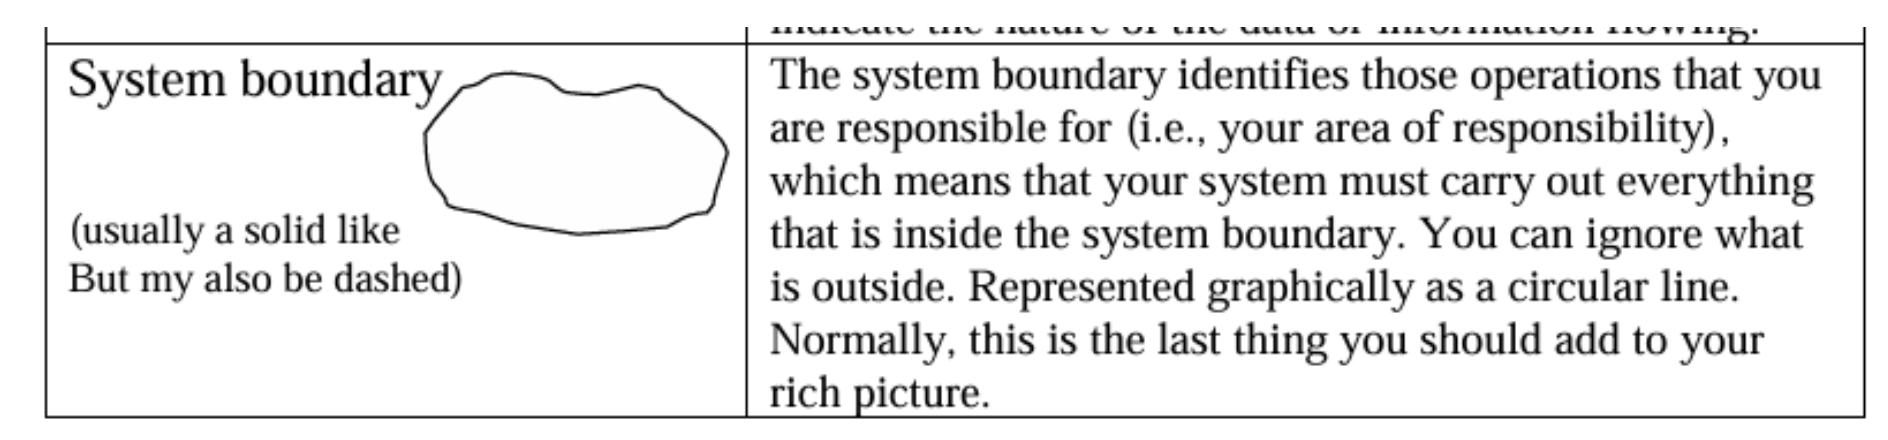 indicate the nature of the data or information flowing.
System boundary
(usually a solid like
But my also be dashed)
The system boundary identifies those operations that you
are responsible for (i.e., your area of responsibility),
which means that your system must carry out everything
that is inside the system boundary. You can ignore what
is outside. Represented graphically as a circular line.
Normally, this is the last thing you should add to your
rich picture.